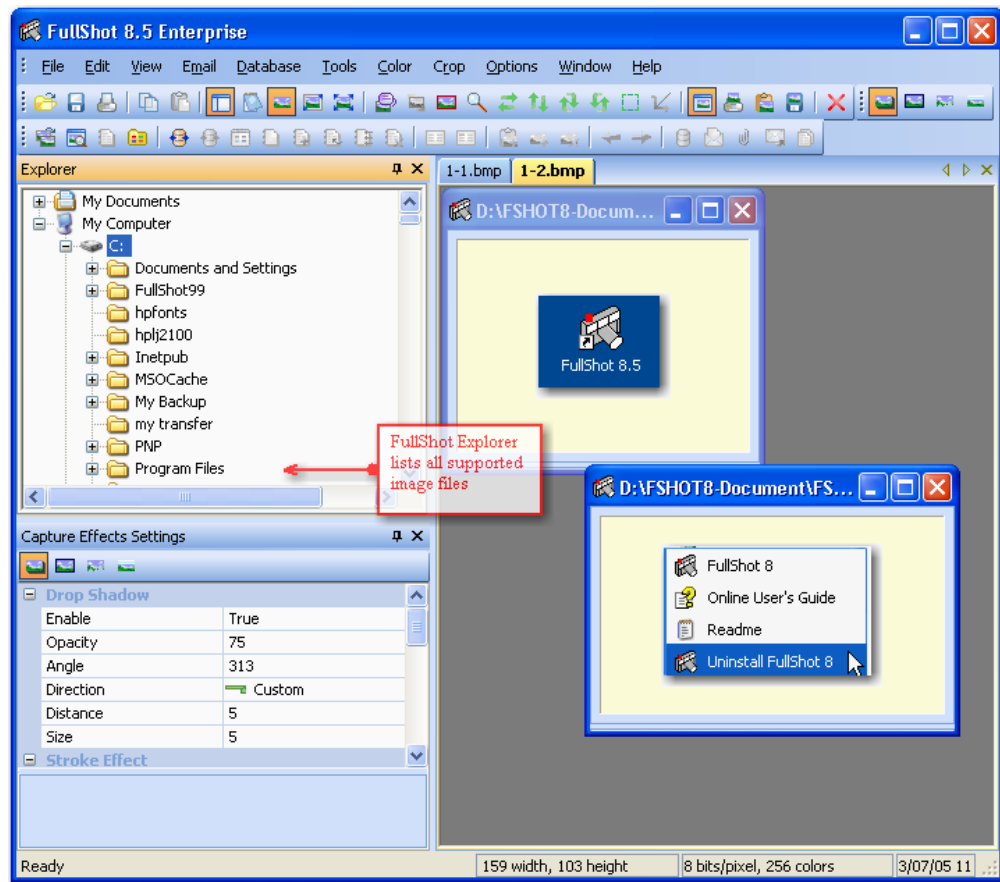 FullShot 8.5 Enterprise
File Edit View Email Database Tools Color Crop Options Window Help
Explorer
My Documents
My Computer
C:
Documents and Settings
FullShot99
hpfonts
hplj2100
Inetpub
MSOCache
My Backup
my transfer
PNP
Program Files
FullShot Explorer
lists all supported
image files
Capture Effects Settings
Drop Shadow
Enable True
Opacity 75
Angle 313
Direction Custom
Distance 5
Size 5
Stroke Effect
1-1.bmp 1-2.bmp
D:\FSHOT8-Docum...
FullShot 8.5
D:\FSHOT8-Document\FS...
FullShot 8
Online User's Guide
Readme
Uninstall FullShot 8
Ready 159 width, 103 height 8 bits/pixel, 256 colors 3/07/05 11